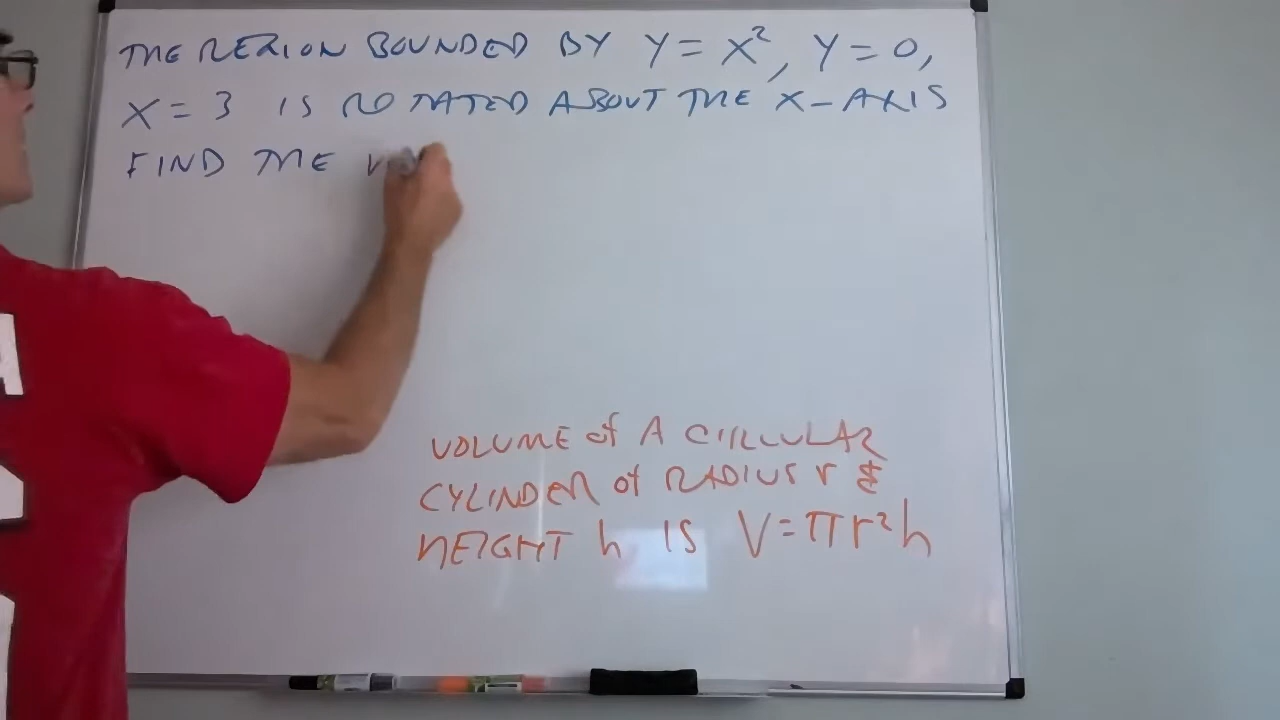 THE REGION BOUNDED BY Y = X², Y = 0,
X = 3 IS ROTATED ABOUT THE X-AXIS
FIND THE
VOLUME of A CIRCULAR
CYLINDER of RADIUS r &
HEIGHT h IS V = πr²h